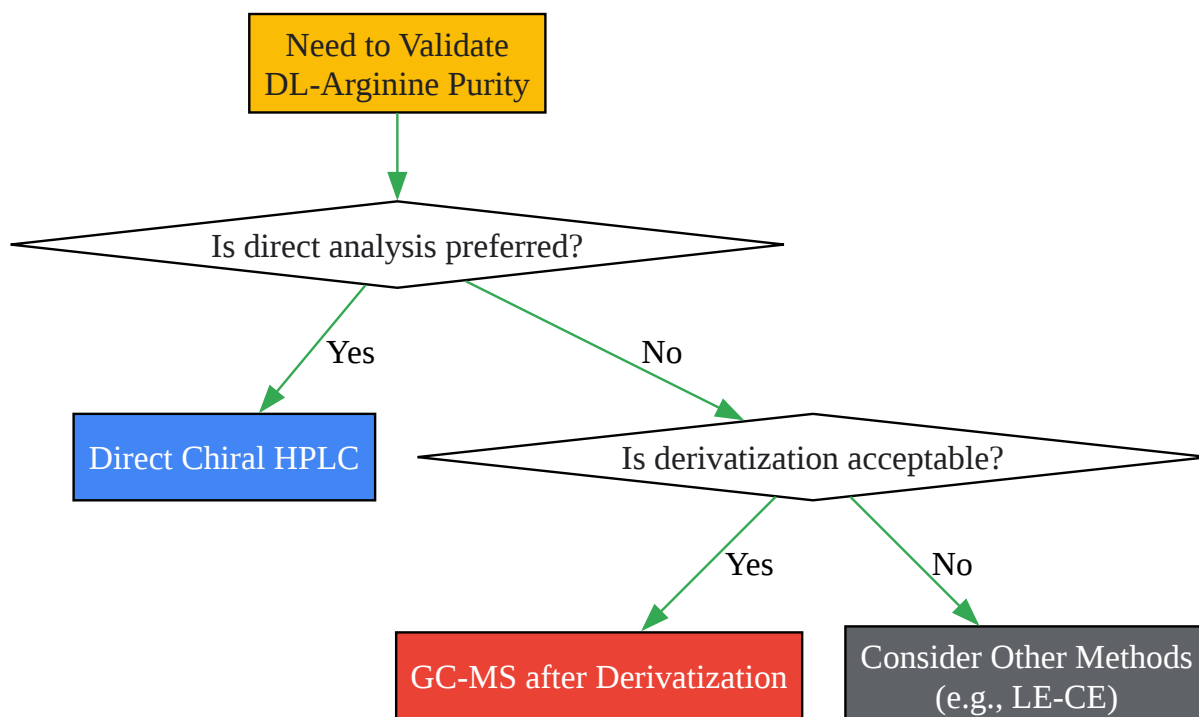 Need to Validate
DL-Arginine Purity
Is direct analysis preferred?
Yes
No
Direct Chiral HPLC
Is derivatization acceptable?
Yes
No
GC-MS after Derivatization
Consider Other Methods
(e.g., LE-CE)